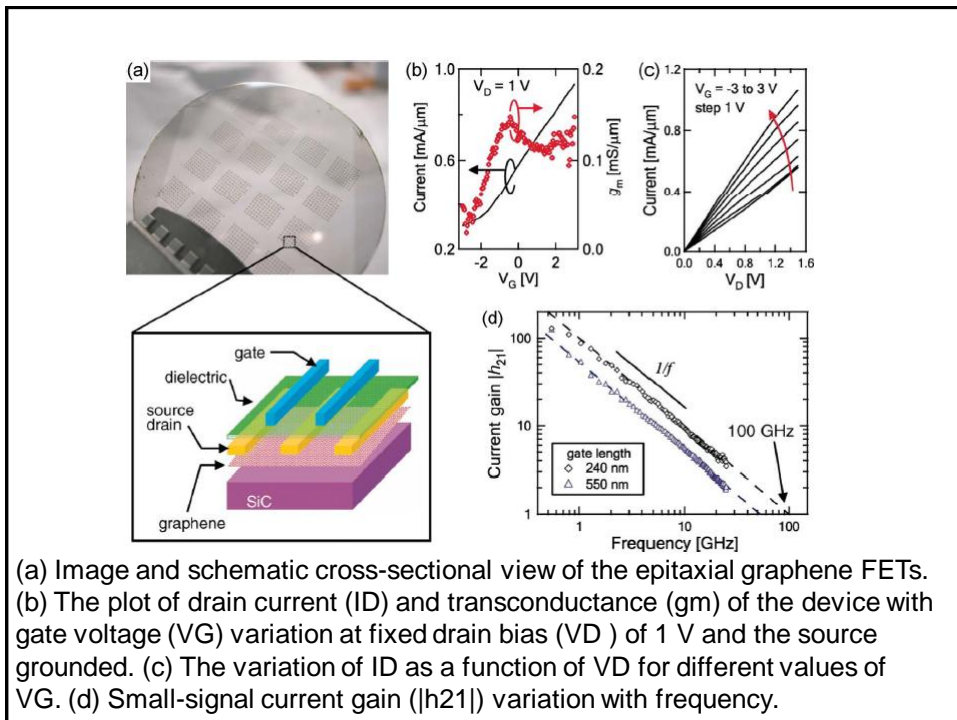 (a)
(b)
1.0
0.8
0.6
0.4
0.2
Current [mA/µm]
V_D = 1 V
0.2
0.1
0.0
g_m [mS/µm]
-2
0
2
V_G [V]
(c)
1.2
0.8
0.4
0.0
Current [mA/µm]
V_G = -3 to 3 V
step 1 V
0.0
0.6
1.2
V_D [V]
gate
dielectric
source
drain
graphene
SiC
(d)
100
10
1
Current gain |h_21|
1/f
100 GHz
gate length
◇ 240 nm
△ 550 nm
1
10
100
Frequency [GHz]
(a) Image and schematic cross-sectional view of the epitaxial graphene FETs.
(b) The plot of drain current (ID) and transconductance (gm) of the device with
gate voltage (VG) variation at fixed drain bias (VD ) of 1 V and the source
grounded. (c) The variation of ID as a function of VD for different values of
VG. (d) Small-signal current gain (|h21|) variation with frequency.